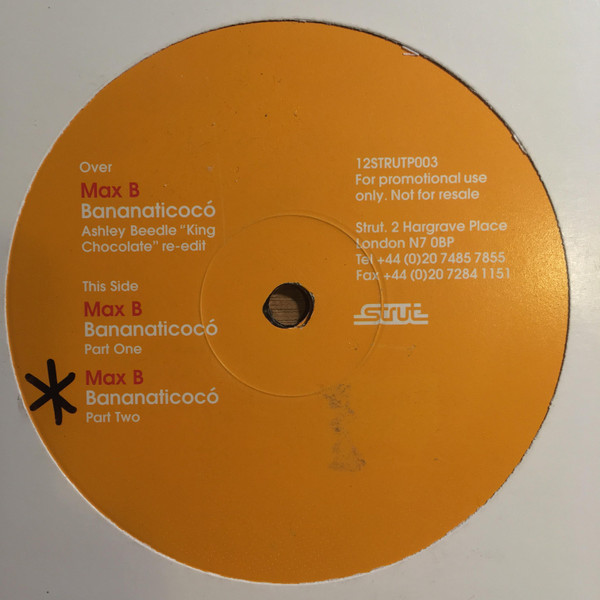 Over
Max B
Bananaticocó
Ashley Beedle "King
Chocolate" re-edit
This Side
Max B
Bananaticocó
Part One
Max B
Bananaticocó
Part Two
12STRUTP003
For promotional use
only. Not for resale
Strut. 2 Hargrave Place
London N7 0BP
Tel +44 (0)20 7485 7855
Fax +44 (0)20 7284 1151
Strut